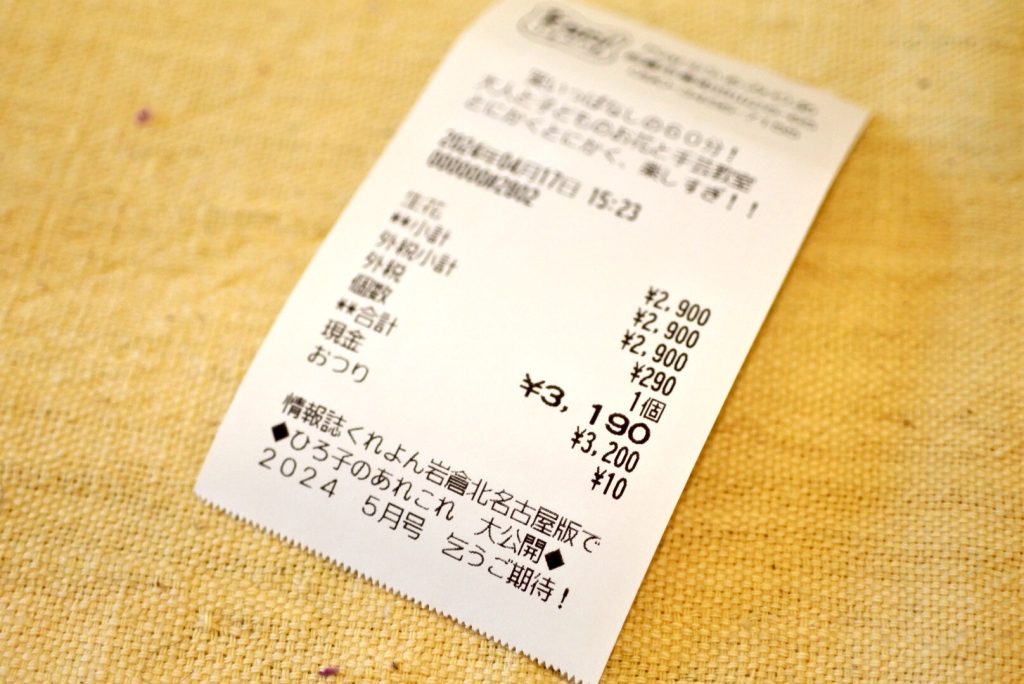 笑いっぱなしの60分！
大人と子どものお花と手芸教室
とにかくとにかく、楽しすぎ！！
2024年04月17日 15:23
000000#2802
生花 ¥2,900
**小計 ¥2,900
外税小計 ¥2,900
外税 ¥290
個数 1個
**合計 ¥3,190
現金 ¥3,200
おつり ¥10
情報誌くれよん岩倉北名古屋版で
◆ひろ子のあれこれ 大公開◆
2024 5月号 乞うご期待！